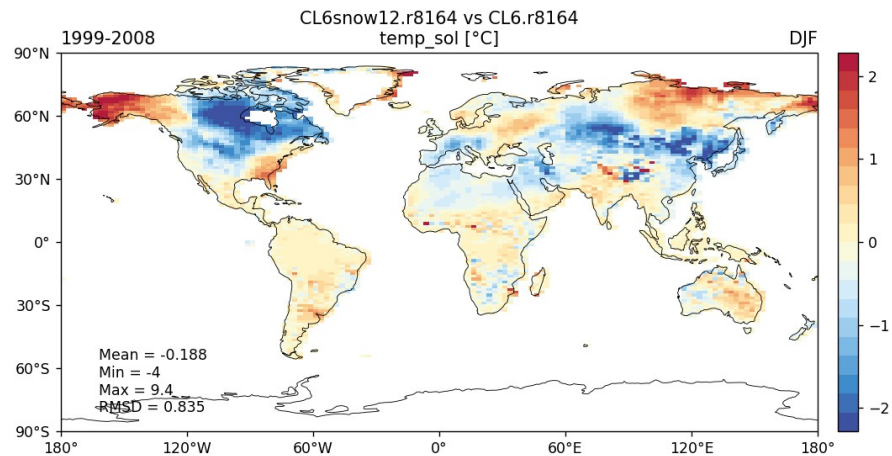 CL6snow12.r8164 vs CL6.r8164
1999-2008 temp_sol [°C] DJF
90°N
60°N
30°N
0°
30°S
60°S
90°S
Mean = -0.188
Min = -4
Max = 9.4
RMSD = 0.835
180° 120°W 60°W 0° 60°E 120°E 180°
2
1
0
−1
−2